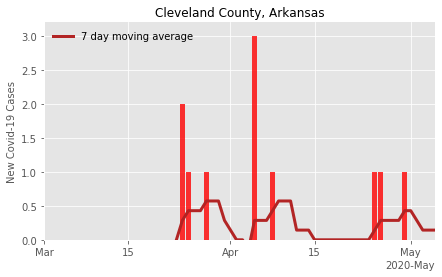 Cleveland County, Arkansas
7 day moving average
New Covid-19 Cases
3.0
2.5
2.0
1.5
1.0
0.5
0.0
Mar
15
Apr
15
May
2020-May